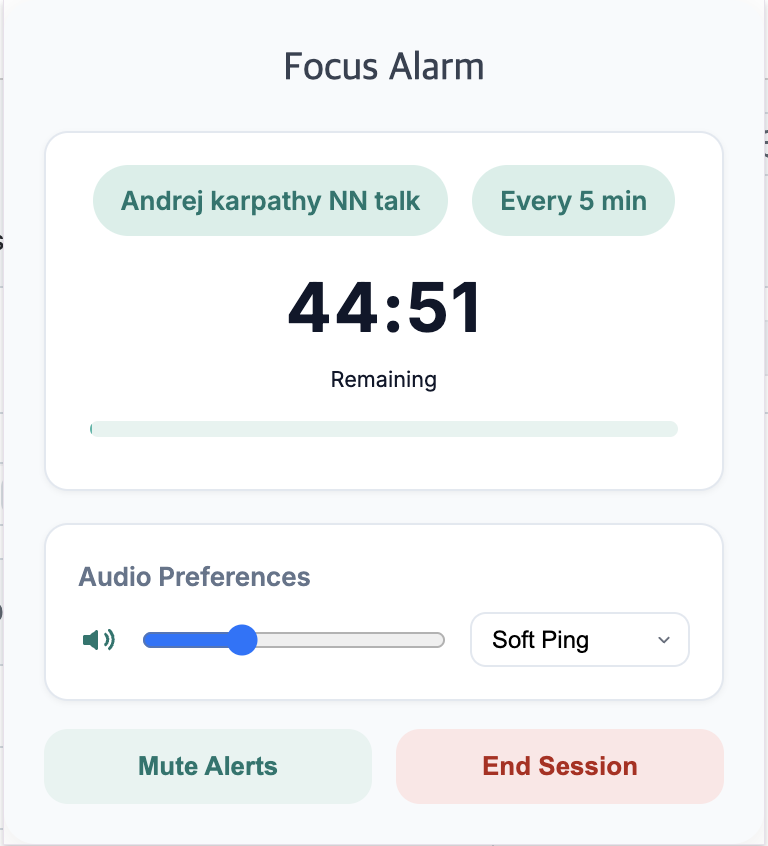 Focus Alarm
Andrej karpathy NN talk Every 5 min
44:51
Remaining
Audio Preferences
Soft Ping
Mute Alerts End Session